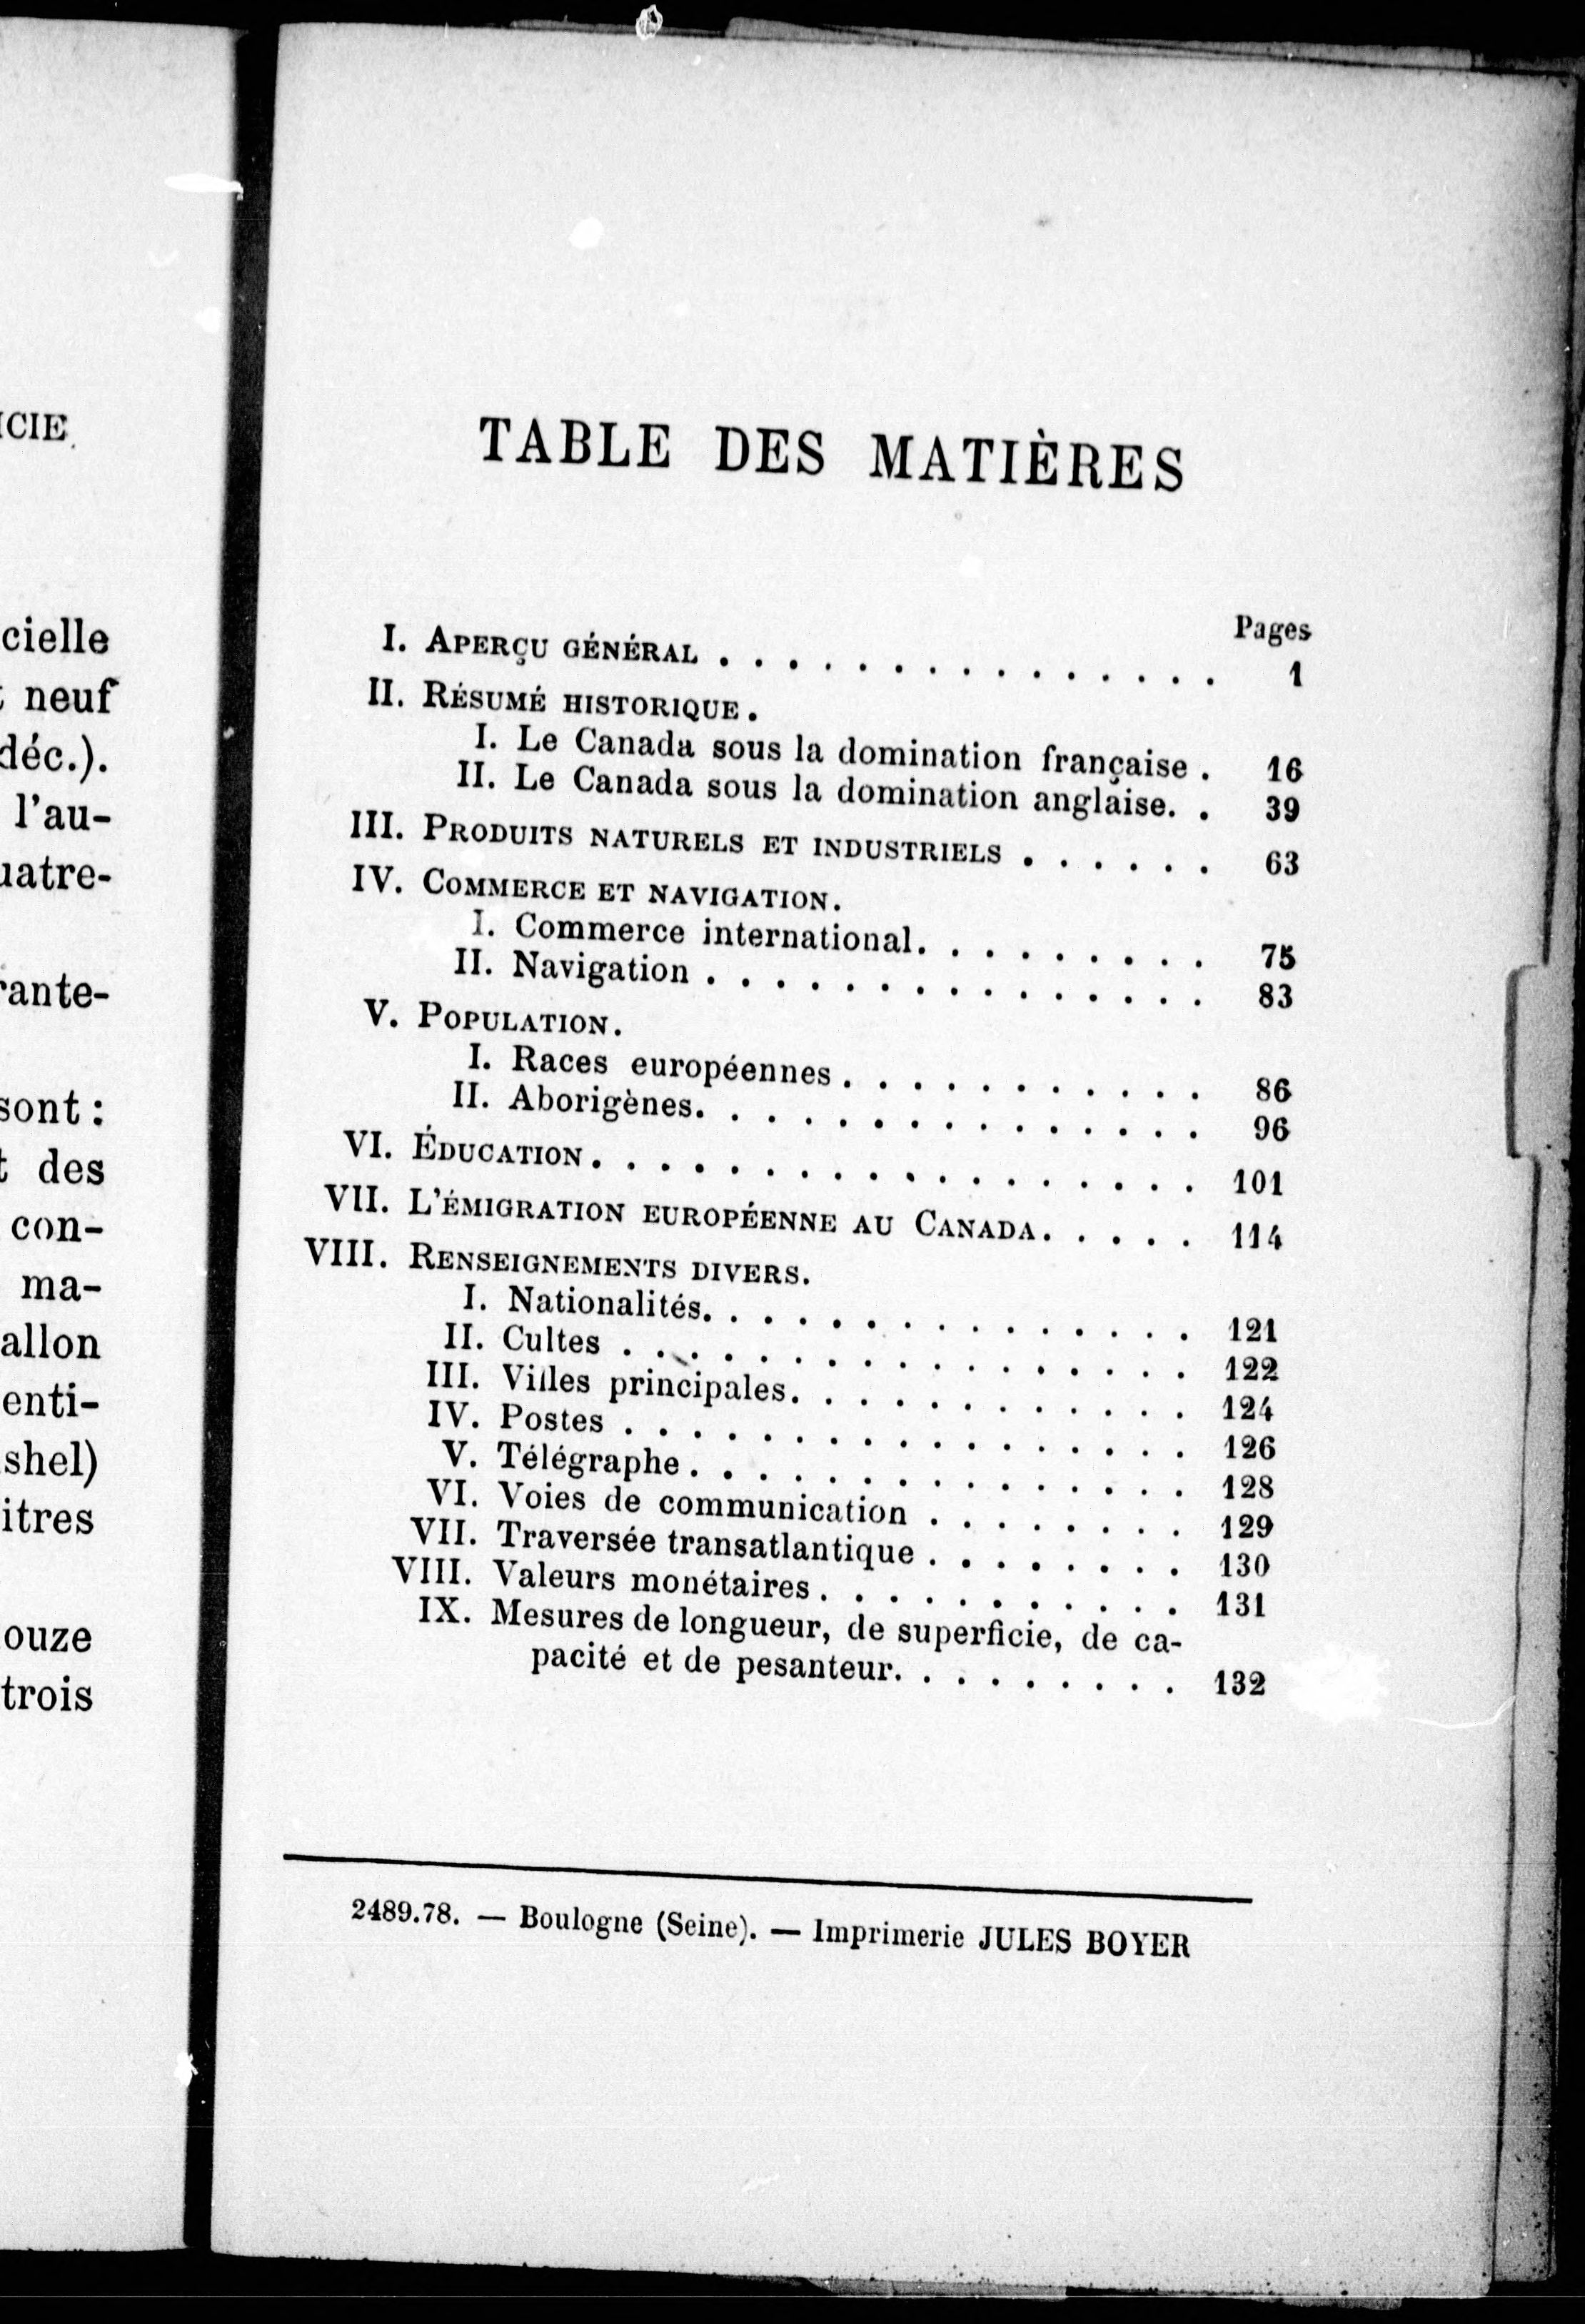 ICIE
cielle
neuf
déc.).
l'au-
uatre-
rante-
sont :
des
con-
ma-
allon
enti-
shel)
itres
ouze
trois
TABLE DES MATIÈRES
Pages
I. APERÇU GÉNÉRAL . . . . . . . . . . . . . . . 1
II. RÉSUMÉ HISTORIQUE.
I. Le Canada sous la domination française . 16
II. Le Canada sous la domination anglaise. . 39
III. PRODUITS NATURELS ET INDUSTRIELS . . . . . . 63
IV. COMMERCE ET NAVIGATION.
I. Commerce international. . . . . . . . . 75
II. Navigation . . . . . . . . . . . . . . . 83
V. POPULATION.
I. Races européennes . . . . . . . . . . . 86
II. Aborigènes. . . . . . . . . . . . . . . 96
VI. ÉDUCATION. . . . . . . . . . . . . . . . . . 101
VII. L'ÉMIGRATION EUROPÉENNE AU CANADA. . . . . 114
VIII. RENSEIGNEMENTS DIVERS.
I. Nationalités. . . . . . . . . . . . . . . 121
II. Cultes . . . . . . . . . . . . . . . . . 122
III. Villes principales. . . . . . . . . . . . 124
IV. Postes . . . . . . . . . . . . . . . . . 126
V. Télégraphe. . . . . . . . . . . . . . . 128
VI. Voies de communication . . . . . . . . 129
VII. Traversée transatlantique . . . . . . . . 130
VIII. Valeurs monétaires . . . . . . . . . . . 131
IX. Mesures de longueur, de superficie, de ca-
pacité et de pesanteur. . . . . . . . . 132
2489.78. — Boulogne (Seine). — Imprimerie JULES BOYER